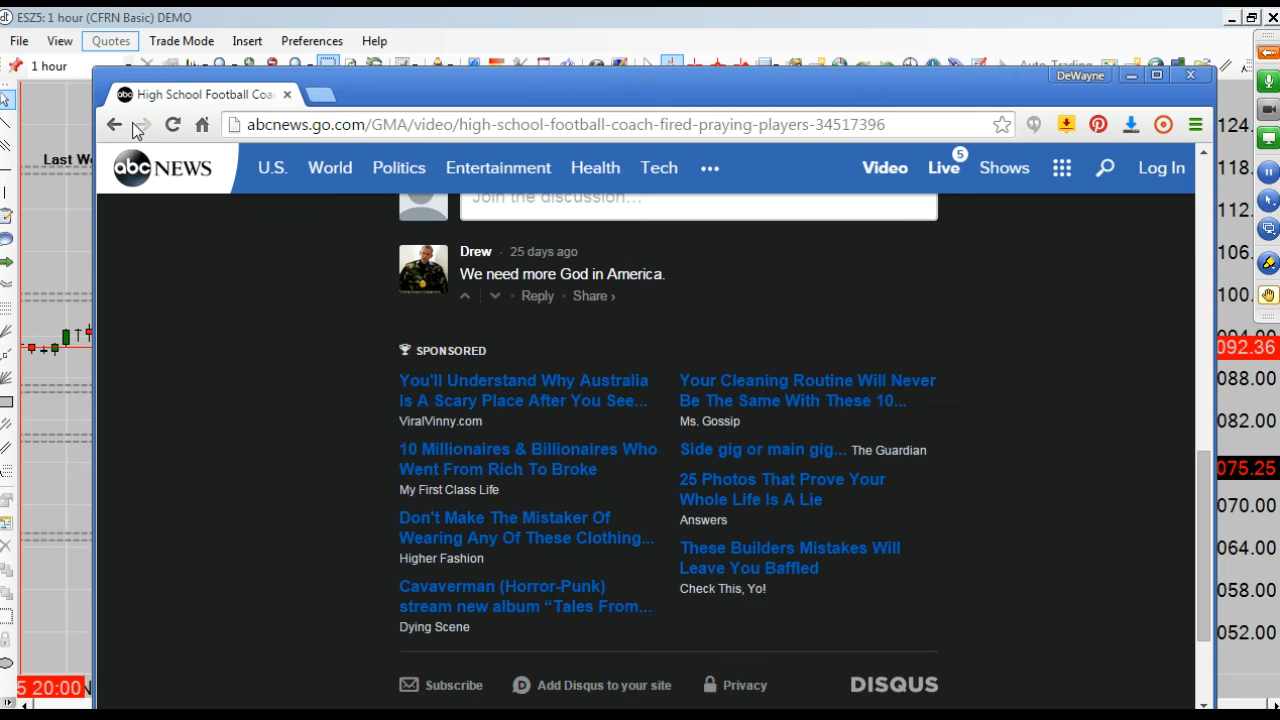 ESZ5: 1 hour (CFRN Basic) DEMO
File View Quotes Trade Mode Insert Preferences Help
1 hour
DeWayne
abc High School Football Coa
abcnews.go.com/GMA/video/high-school-football-coach-fired-praying-players-34517396
abc NEWS U.S. World Politics Entertainment Health Tech ••• Video Live 5 Shows Log In
Join the discussion…
Drew · 25 days ago
We need more God in America.
Reply · Share ›
SPONSORED
You'll Understand Why Australia
Is A Scary Place After You See...
ViralVinny.com
10 Millionaires & Billionaires Who
Went From Rich To Broke
My First Class Life
Don't Make The Mistaker Of
Wearing Any Of These Clothing...
Higher Fashion
Cavaverman (Horror-Punk)
stream new album “Tales From...
Dying Scene
Your Cleaning Routine Will Never
Be The Same With These 10...
Ms. Gossip
Side gig or main gig... The Guardian
25 Photos That Prove Your
Whole Life Is A Lie
Answers
These Builders Mistakes Will
Leave You Baffled
Check This, Yo!
Subscribe Add Disqus to your site Privacy DISQUS
Last We
5 20:00
124.
118.
112.
106.
100.
092.36
088.00
082.00
075.25
070.00
064.00
058.00
052.00